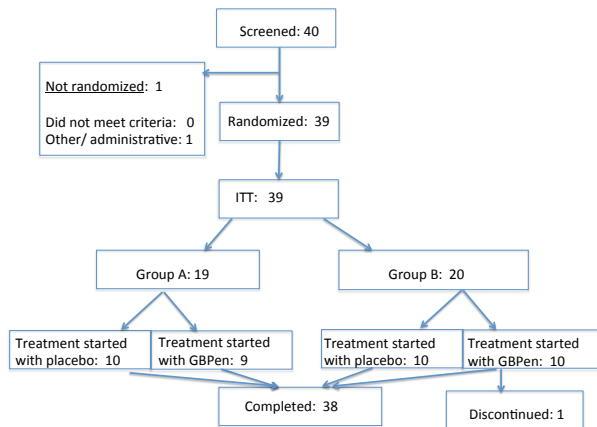 Screened: 40
Not randomized:  1
Did not meet criteria:   0
Other/ administrative: 1
Randomized: 39
ITT:   39
Group A: 19
Group B:  20
Treatment started
with placebo:  10
Treatment started
with GBPen:  9
Treatment started
with placebo: 10
Treatment started
with GBPen:  10
Completed:  38
Discontinued: 1